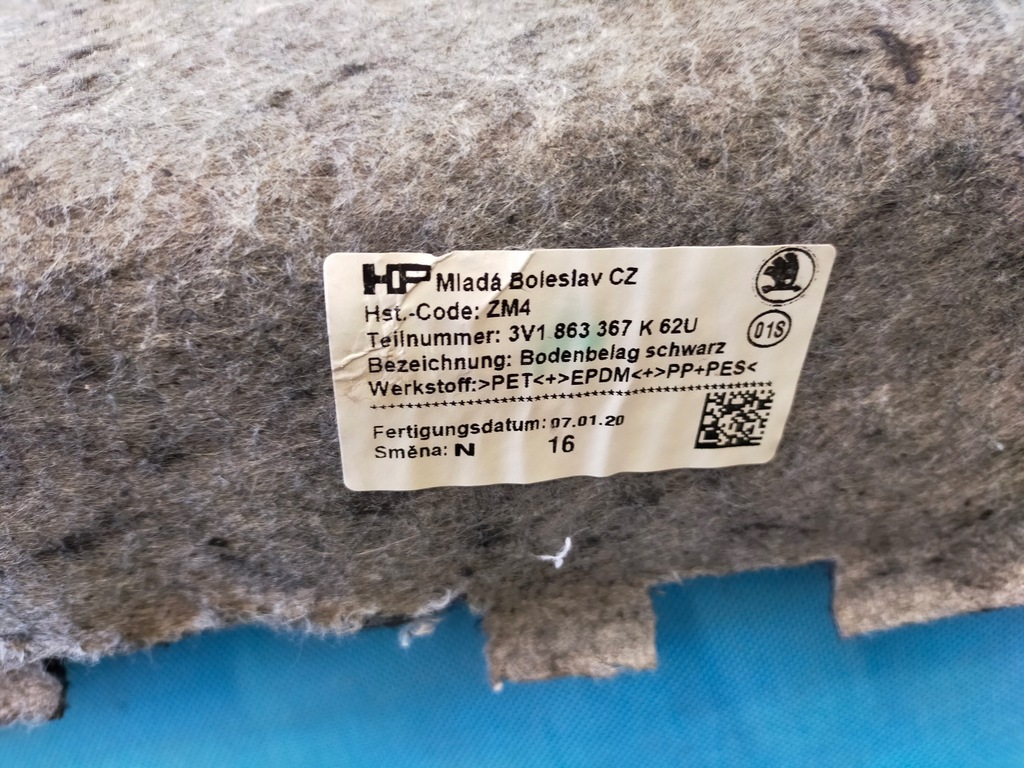 HP Mladá Boleslav CZ
Hst.-Code: ZM4
Teilnummer: 3V1 863 367 K 62U
01S
Bezeichnung: Bodenbelag schwarz
Werkstoff:>PET<+>EPDM<+>PP+PES<
****************************************************
Fertigungsdatum: 07.01.20
Směna: N 16